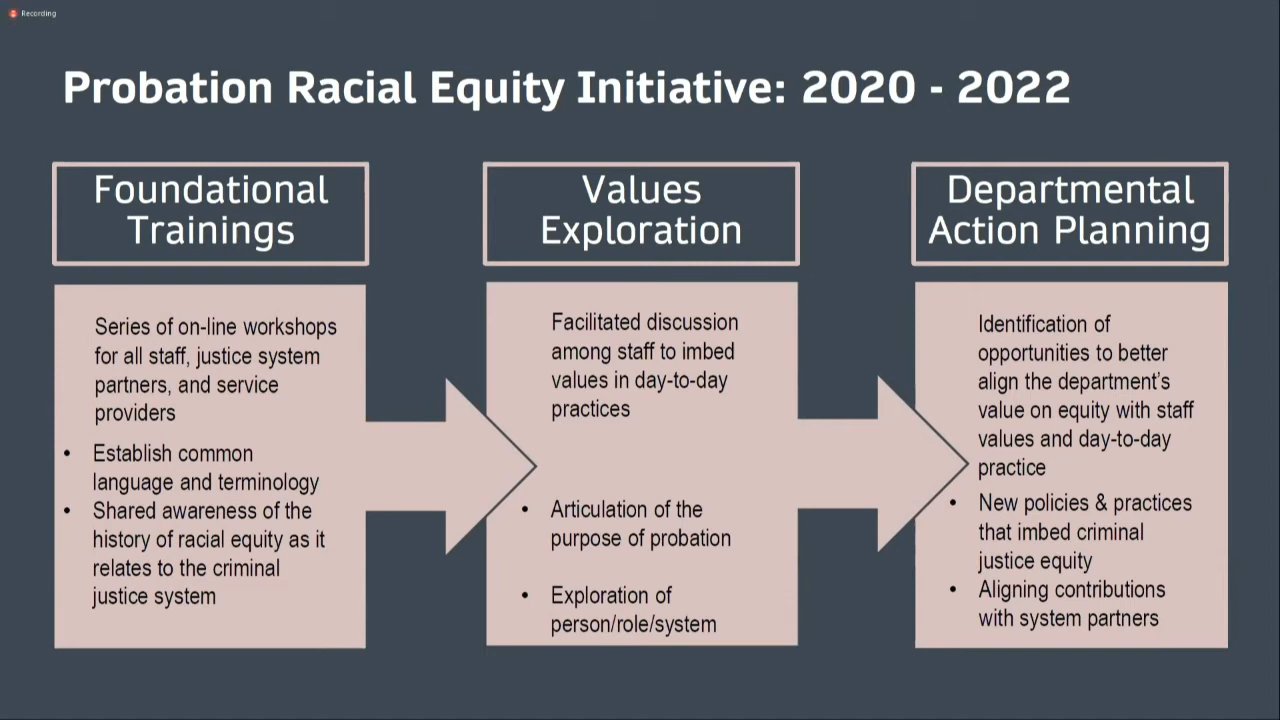 Recording
Probation Racial Equity Initiative: 2020 - 2022
Foundational
Trainings
Series of on-line workshops
for all staff, justice system
partners, and service
providers
• Establish common
language and terminology
• Shared awareness of the
history of racial equity as it
relates to the criminal
justice system
Values
Exploration
Facilitated discussion
among staff to imbed
values in day-to-day
practices
• Articulation of the
purpose of probation
• Exploration of
person/role/system
Departmental
Action Planning
Identification of
opportunities to better
align the department's
value on equity with staff
values and day-to-day
practice
• New policies & practices
that imbed criminal
justice equity
• Aligning contributions
with system partners